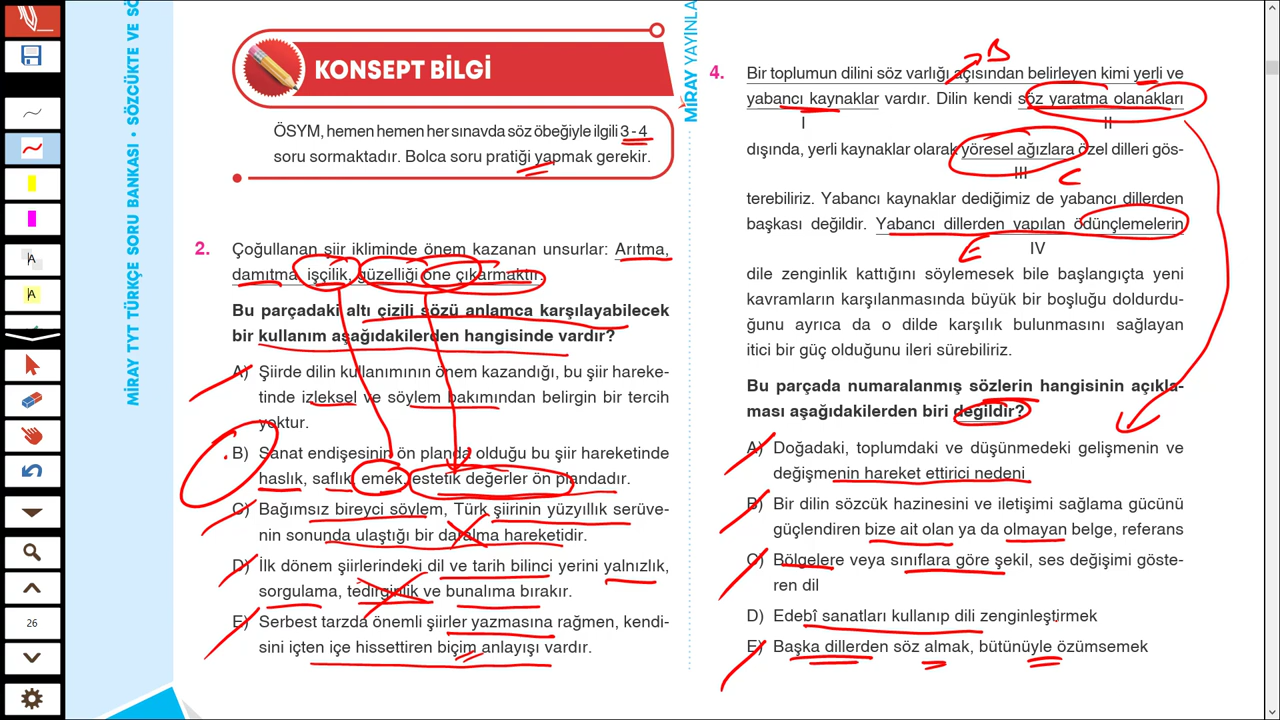 MİRAY TYT TÜRKÇE SORU BANKASI • SÖZCÜKTE VE SÖ
MİRAY YAYINLA
A
A
26
KONSEPT BİLGİ
ÖSYM, hemen hemen her sınavda söz öbeğiyle ilgili 3-4
soru sormaktadır. Bolca soru pratiği yapmak gerekir.
2. Çoğullanan şiir ikliminde önem kazanan unsurlar: Arıtma,
damıtma, işçilik, güzelliği öne çıkarmaktır.
Bu parçadaki altı çizili sözü anlamca karşılayabilecek
bir kullanım aşağıdakilerden hangisinde vardır?
A) Şiirde dilin kullanımının önem kazandığı, bu şiir hareke-
tinde izleksel ve söylem bakımından belirgin bir tercih
yoktur.
B) Sanat endişesinin ön planda olduğu bu şiir hareketinde
haslık, saflık, emek, estetik değerler ön plandadır.
C) Bağımsız bireyci söylem, Türk şiirinin yüzyıllık serüve-
nin sonunda ulaştığı bir daralma hareketidir.
D) İlk dönem şiirlerindeki dil ve tarih bilinci yerini yalnızlık,
sorgulama, tedirginlik ve bunalıma bırakır.
E) Serbest tarzda önemli şiirler yazmasına rağmen, kendi-
sini içten içe hissettiren biçim anlayışı vardır.
B
4. Bir toplumun dilini söz varlığı açısından belirleyen kimi yerli ve
yabancı kaynaklar vardır. Dilin kendi söz yaratma olanakları
I II
dışında, yerli kaynaklar olarak yöresel ağızlara özel dilleri gös-
III
C
terebiliriz. Yabancı kaynaklar dediğimiz de yabancı dillerden
başkası değildir. Yabancı dillerden yapılan ödünçlemelerin
E IV
dile zenginlik kattığını söylemesek bile başlangıçta yeni
kavramların karşılanmasında büyük bir boşluğu doldurdu-
ğunu ayrıca da o dilde karşılık bulunmasını sağlayan
itici bir güç olduğunu ileri sürebiliriz.
Bu parçada numaralanmış sözlerin hangisinin açıkla-
ması aşağıdakilerden biri değildir?
A) Doğadaki, toplumdaki ve düşünmedeki gelişmenin ve
değişmenin hareket ettirici nedeni
B) Bir dilin sözcük hazinesini ve iletişimi sağlama gücünü
güçlendiren bize ait olan ya da olmayan belge, referans
C) Bölgelere veya sınıflara göre şekil, ses değişimi göste-
ren dil
D) Edebî sanatları kullanıp dili zenginleştirmek
E) Başka dillerden söz almak, bütünüyle özümsemek